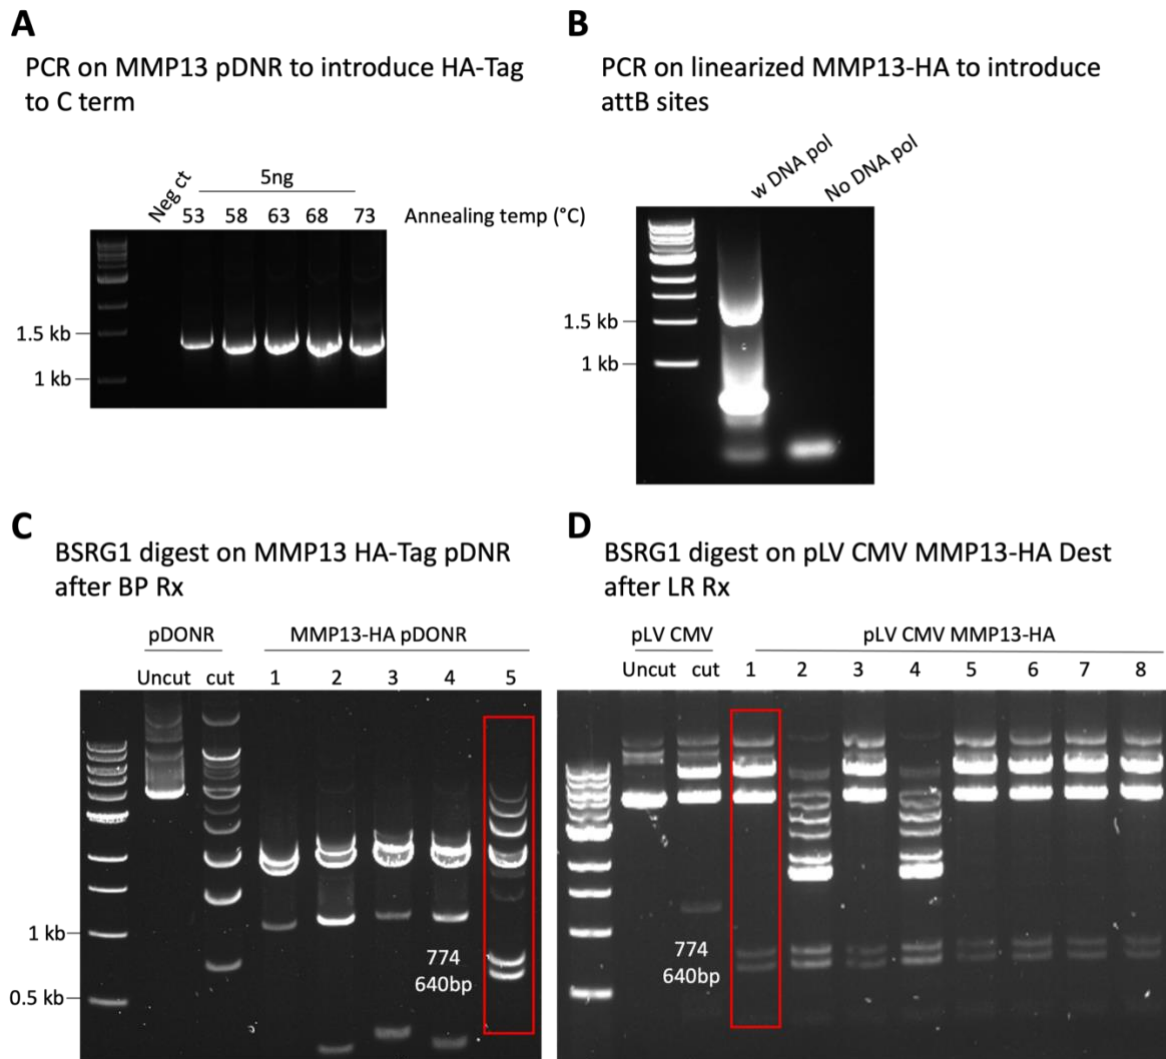 A
PCR on MMP13 pDNR to introduce HA-Tag
to C term
Neg ct
5ng
53 58 63 68 73 Annealing temp (°C)
1.5 kb
1 kb
B
PCR on linearized MMP13-HA to introduce
attB sites
w DNA pol
No DNA pol
1.5 kb
1 kb
C
BSRG1 digest on MMP13 HA-Tag pDNR
after BP Rx
pDONR MMP13-HA pDONR
Uncut cut 1 2 3 4 5
1 kb
774
640bp
0.5 kb
D
BSRG1 digest on pLV CMV MMP13-HA Dest
after LR Rx
pLV CMV pLV CMV MMP13-HA
Uncut cut 1 2 3 4 5 6 7 8
774
640bp